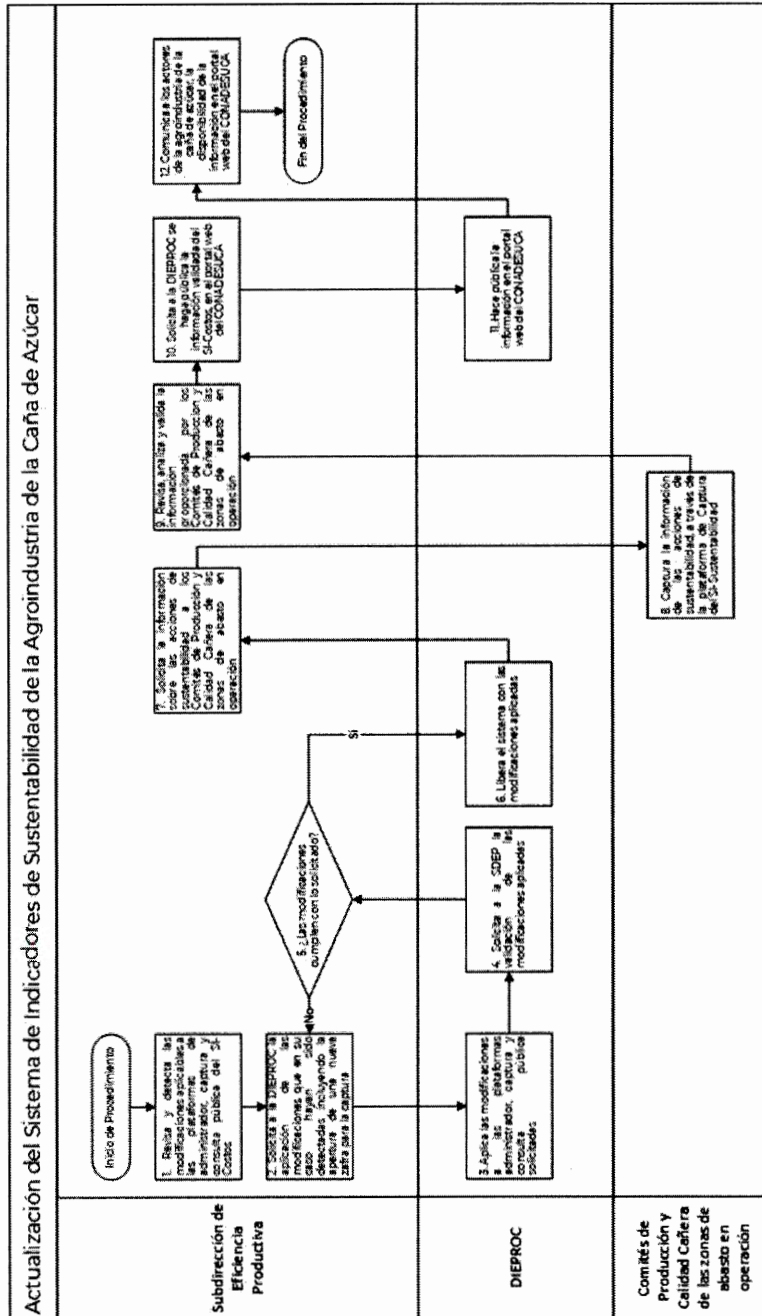 Actualización del Sistema de Indicadores de Sustentabilidad de la Agroindustria de la Caña de Azúcar
Subdirección de
Eficiencia
Productiva
Inicio de Procedimiento
1. Revisa y detecta las
modificaciones aplicables a
las plataformas de
administrador, captura y
consulta pública del SI-
Costos
2. Solicita a la DIEPROC la
aplicación de las
modificaciones que en su
caso hayan sido
detectadas incluyendo la
apertura de una nueva
zafra para la captura
No
5. ¿Las modificaciones
cumplen con lo solicitado?
Si
7. Solicita la información
sobre las acciones de
sustentabilidad a los
Comités de Producción y
Calidad Cañera de las
zonas de abasto en
operación
9. Revisa, analiza y valida la
información
proporcionada por los
Comités de Producción y
Calidad Cañera de las
zonas de abasto en
operación
10. Solicita a la DIEPROC se
haga pública la
información validada del
SI-Costos, en el portal web
del CONADESUCA
12. Comunica a los actores
de la agroindustria de la
caña de azúcar, la
disponibilidad de la
información en el portal
web del CONADESUCA
Fin del Procedimiento
DIEPROC
3. Aplica las modificaciones
a las plataformas
administrador, captura y
consulta pública
solicitadas
4. Solicita a la SDEP la
validación de las
modificaciones aplicadas
6. Libera el sistema con las
modificaciones aplicadas
11. Hace pública la
información en el portal
web del CONADESUCA
Comités de
Producción y
Calidad Cañera
de las zonas de
abasto en
operación
8. Captura la información
de las acciones de
sustentabilidad, a través de
la plataforma de Captura
del SI-Sustentabilidad